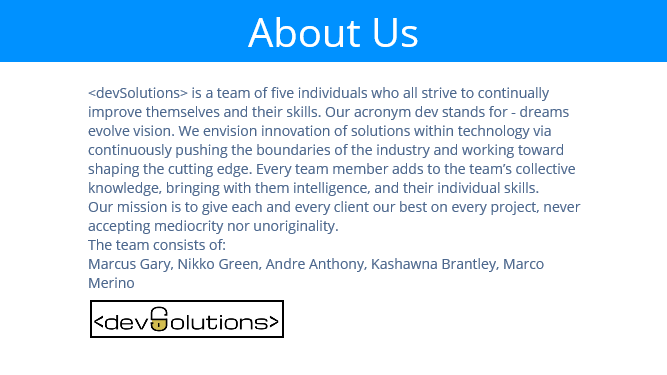 About Us
<devSolutions> is a team of five individuals who all strive to continually
improve themselves and their skills. Our acronym dev stands for - dreams
evolve vision. We envision innovation of solutions within technology via
continuously pushing the boundaries of the industry and working toward
shaping the cutting edge. Every team member adds to the team’s collective
knowledge, bringing with them intelligence, and their individual skills.
Our mission is to give each and every client our best on every project, never
accepting mediocrity nor unoriginality.
The team consists of:
Marcus Gary, Nikko Green, Andre Anthony, Kashawna Brantley, Marco
Merino
<devSolutions>